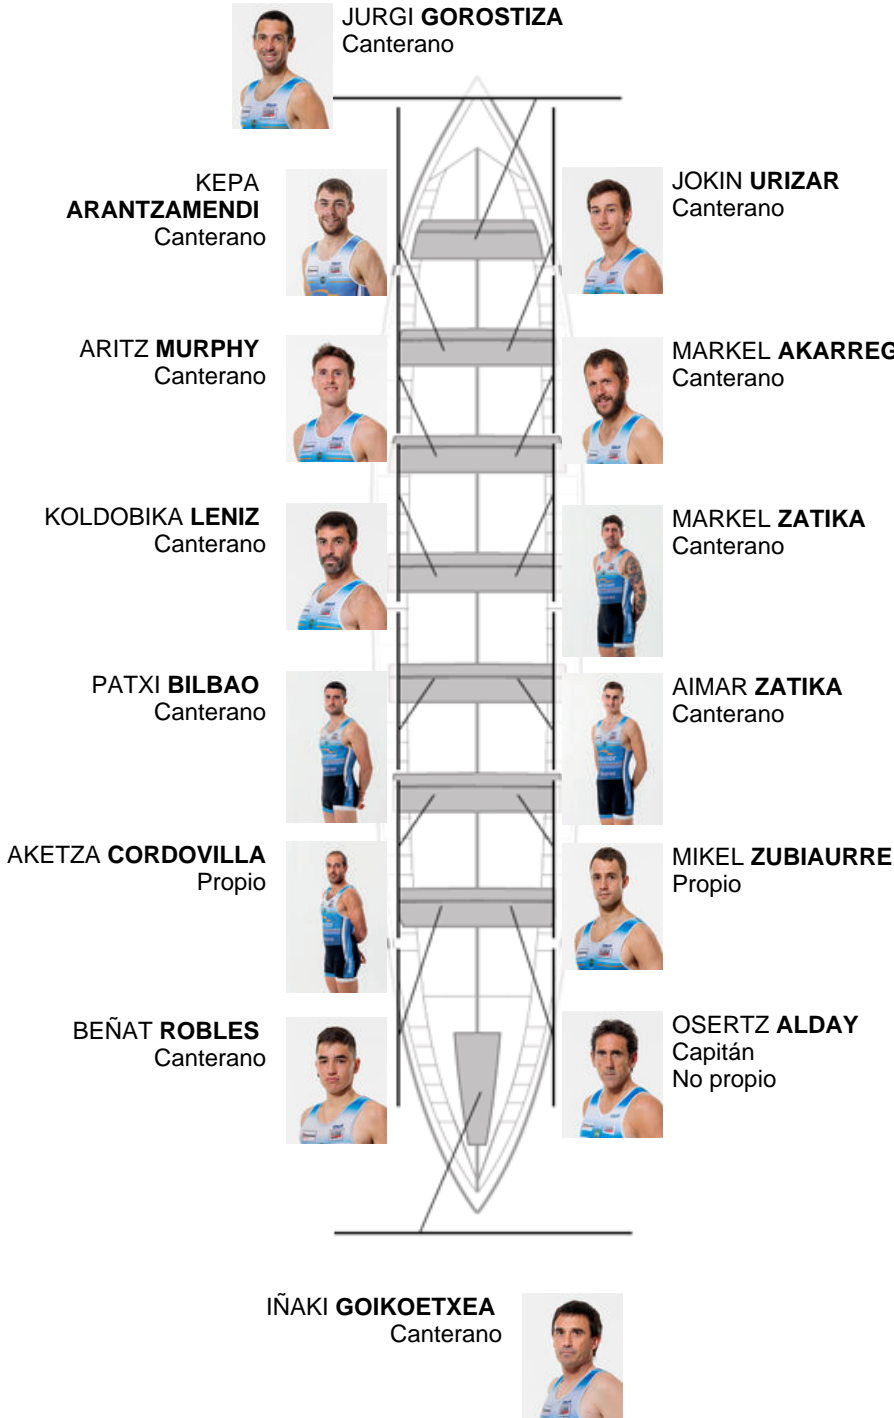 JURGI GOROSTIZA
Canterano
KEPA
ARANTZAMENDI
Canterano
JOKIN URIZAR
Canterano
ARITZ MURPHY
Canterano
MARKEL AKARREG
Canterano
KOLDOBIKA LENIZ
Canterano
MARKEL ZATIKA
Canterano
PATXI BILBAO
Canterano
AIMAR ZATIKA
Canterano
AKETZA CORDOVILLA
Propio
MIKEL ZUBIAURRE
Propio
BEÑAT ROBLES
Canterano
OSERTZ ALDAY
Capitán
No propio
IÑAKI GOIKOETXEA
Canterano